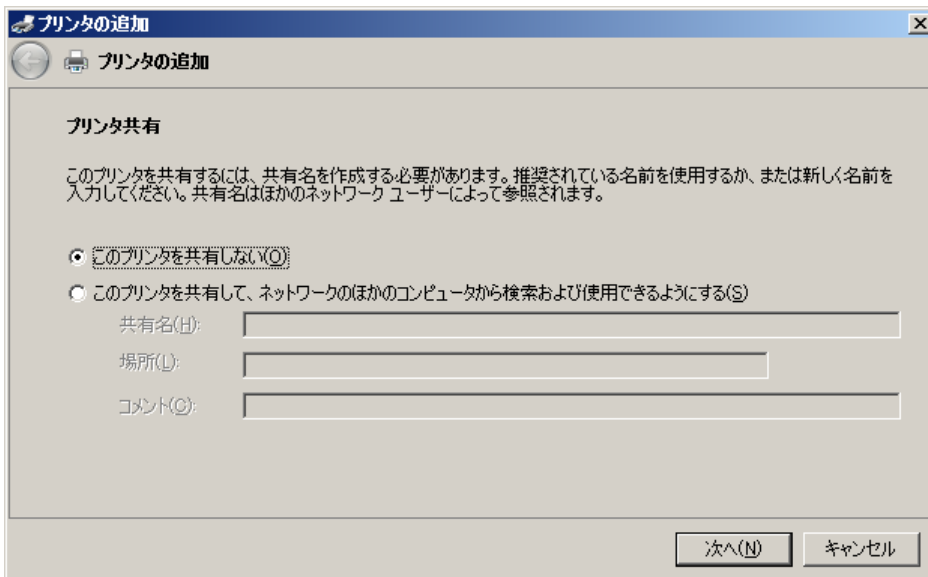 プリンタの追加
プリンタの追加
プリンタ共有
このプリンタを共有するには、共有名を作成する必要があります。推奨されている名前を使用するか、または新しく名前を
入力してください。共有名はほかのネットワーク ユーザーによって参照されます。
このプリンタを共有しない(O)
このプリンタを共有して、ネットワークのほかのコンピュータから検索および使用できるようにする(S)
共有名(H):
場所(L):
コメント(C):
次へ(N) キャンセル